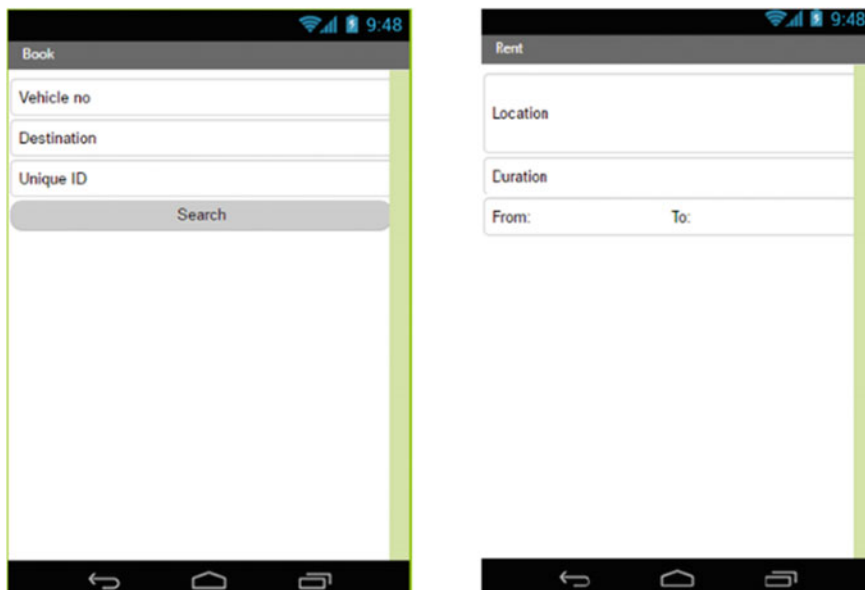 9:48
Book
Vehicle no
Destination
Unique ID
Search
9:48
Rent
Location
Duration
From: To: